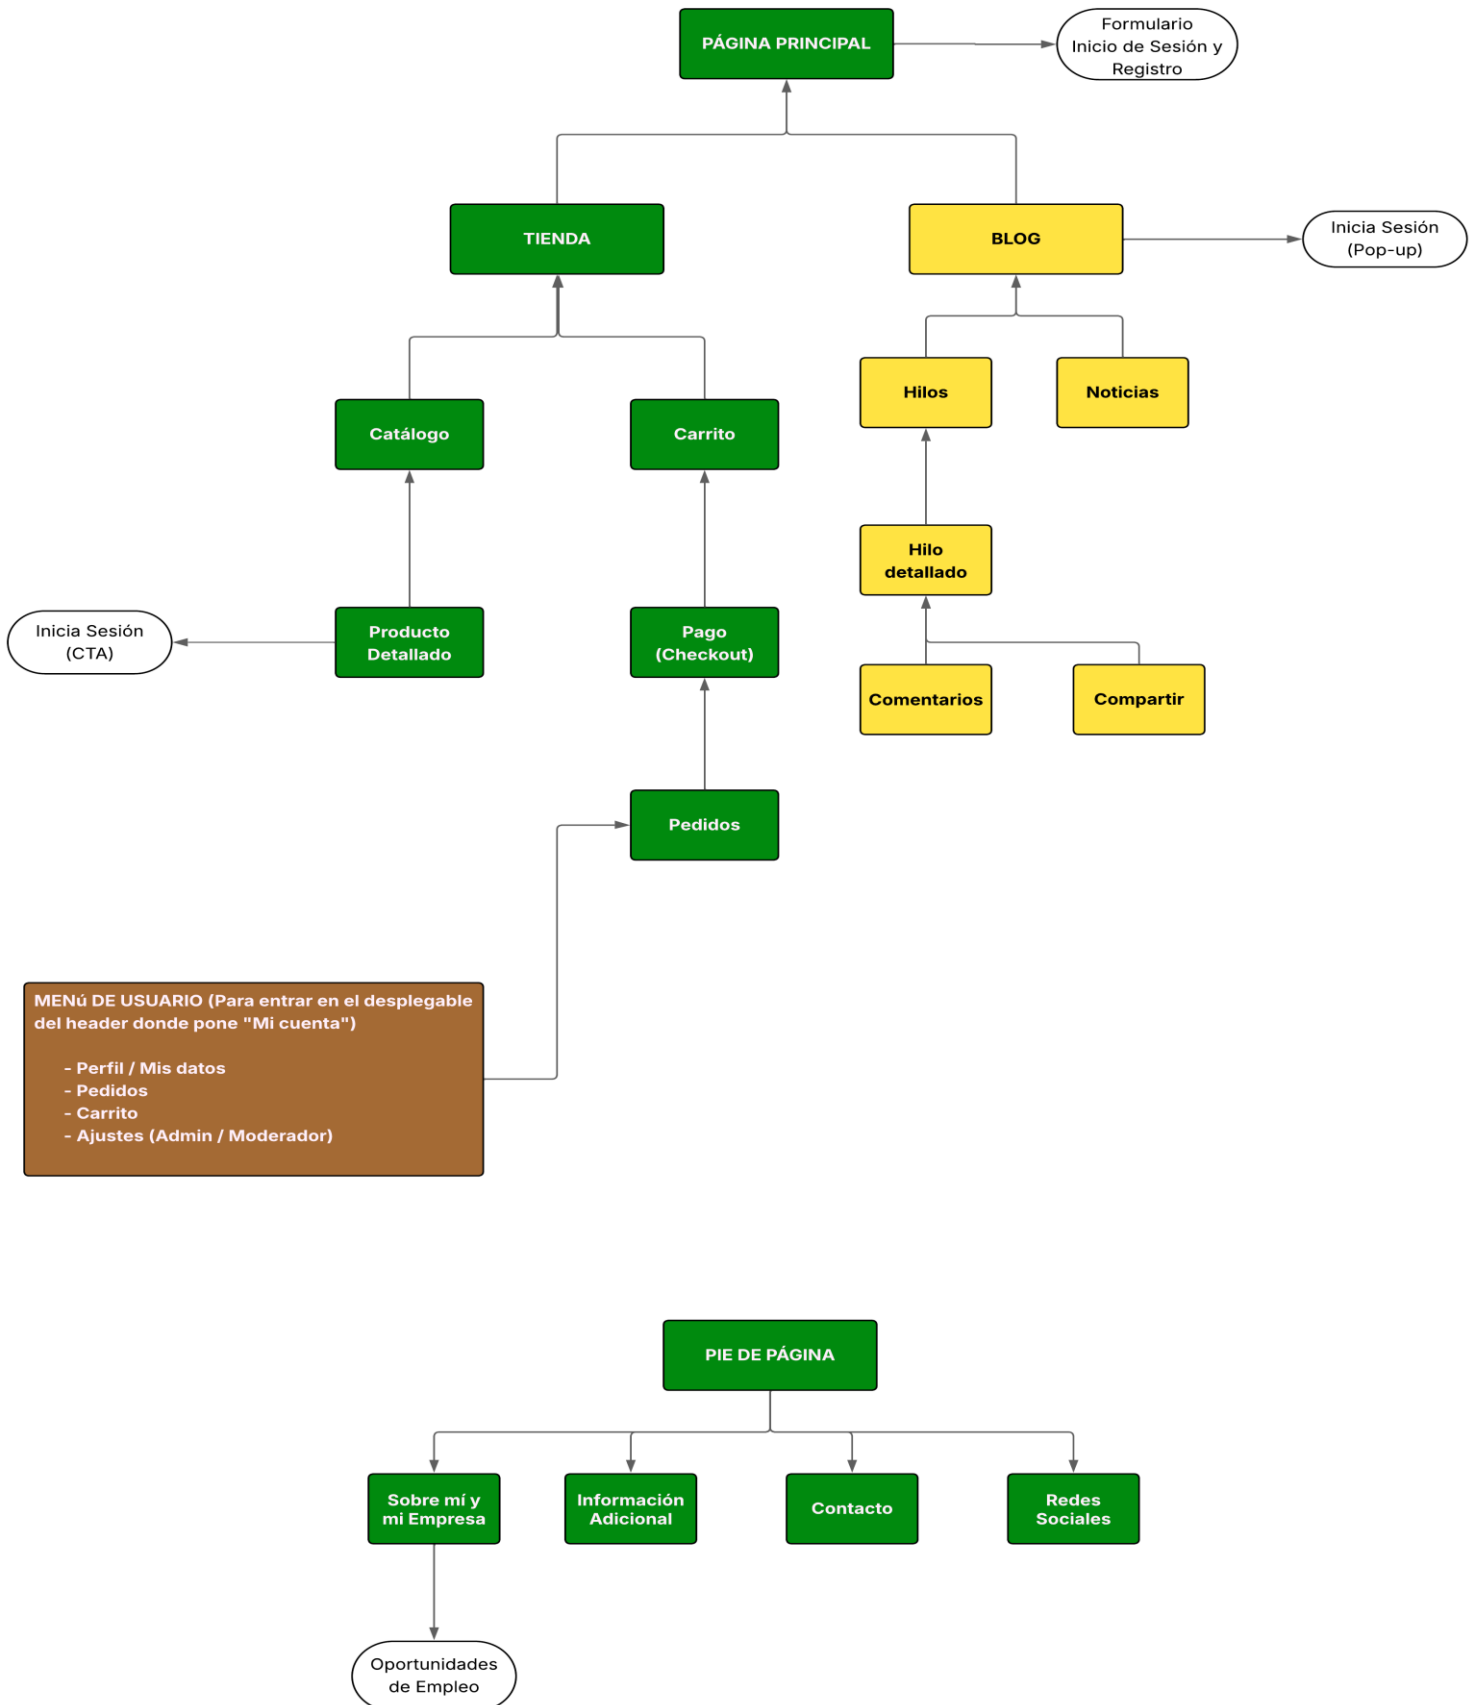 PÁGINA PRINCIPAL
Formulario
Inicio de Sesión y
Registro
TIENDA
BLOG
Inicia Sesión
(Pop-up)
Catálogo
Carrito
Hilos
Noticias
Hilo
detallado
Inicia Sesión
(CTA)
Producto
Detallado
Pago
(Checkout)
Comentarios
Compartir
Pedidos
MENú DE USUARIO (Para entrar en el desplegable
del header donde pone "Mi cuenta")
- Perfil / Mis datos
- Pedidos
- Carrito
- Ajustes (Admin / Moderador)
PIE DE PÁGINA
Sobre mí y
mi Empresa
Información
Adicional
Contacto
Redes
Sociales
Oportunidades
de Empleo